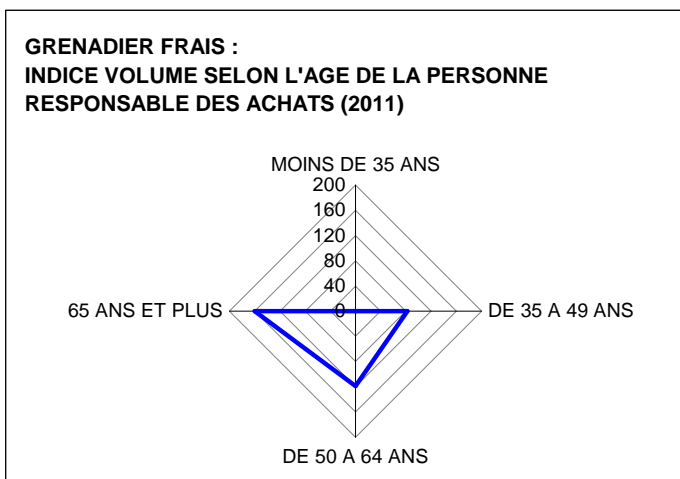 GRENADIER FRAIS :
INDICE VOLUME SELON L'AGE DE LA PERSONNE
RESPONSABLE DES ACHATS (2011)
MOINS DE 35 ANS
200
160
120
80
40
0
65 ANS ET PLUS
DE 35 A 49 ANS
DE 50 A 64 ANS